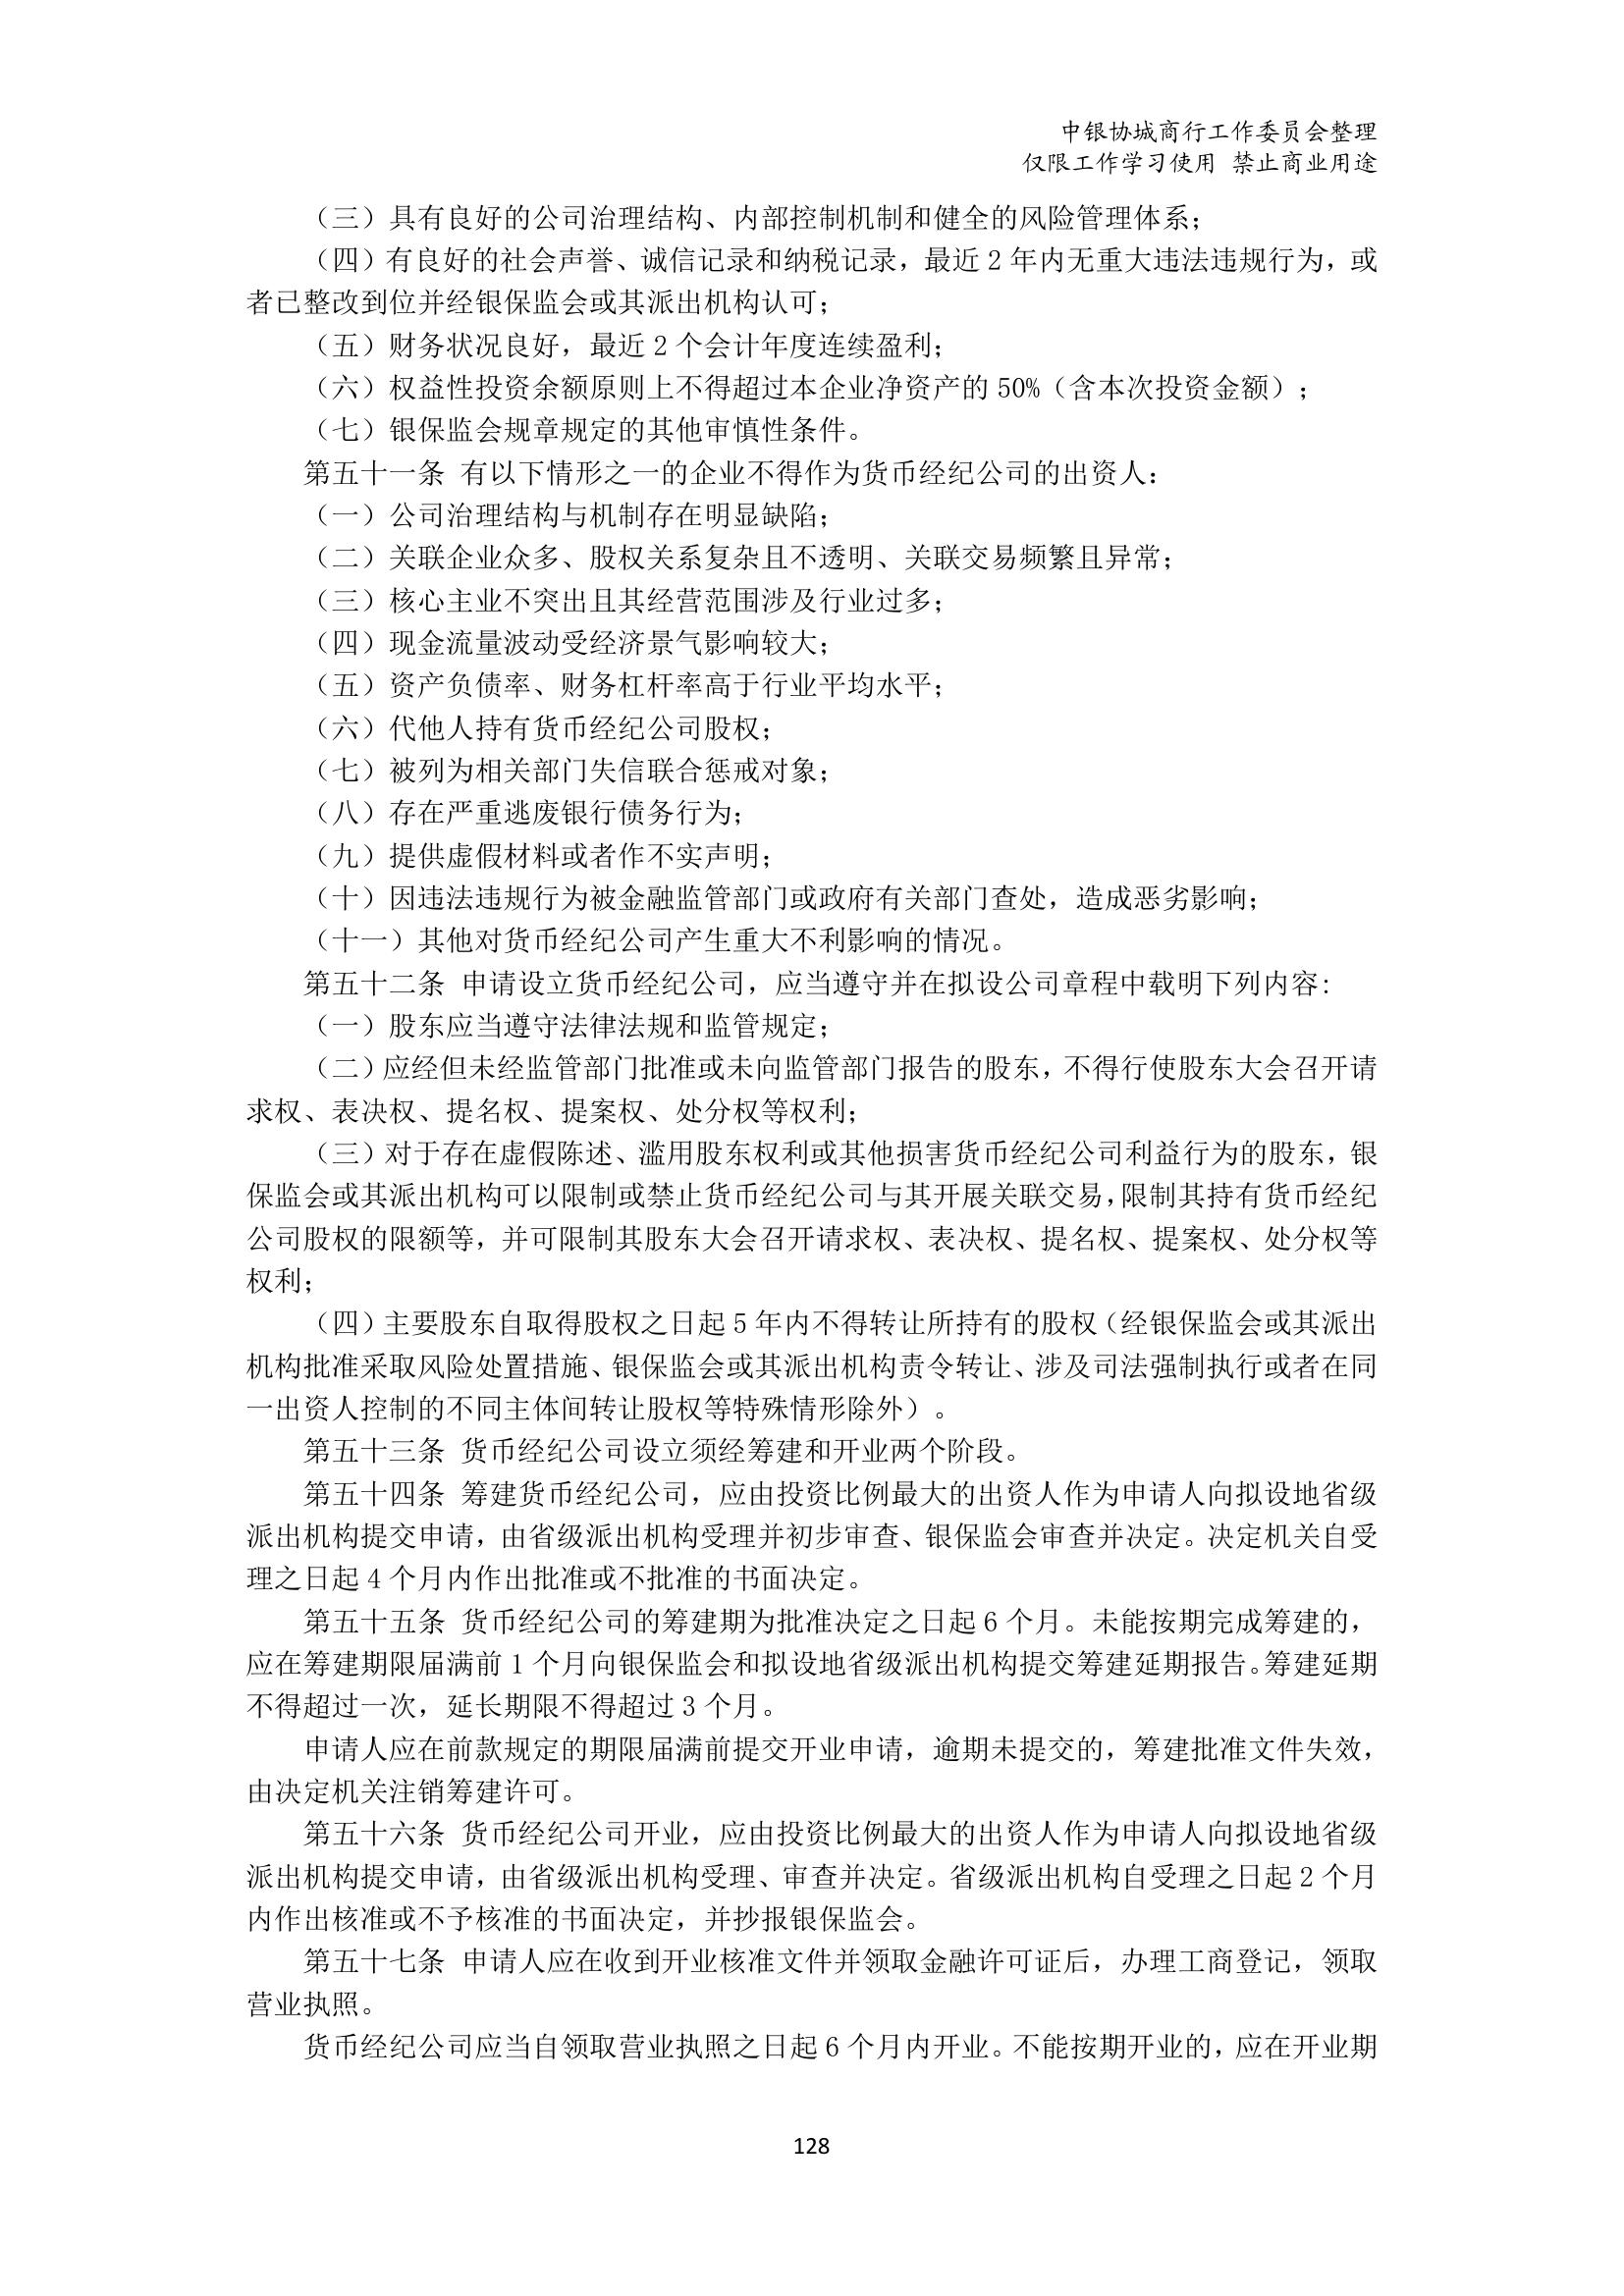 中银协城商行工作委员会整理
仅限工作学习使用 禁止商业用途
（三）具有良好的公司治理结构、内部控制机制和健全的风险管理体系；
（四）有良好的社会声誉、诚信记录和纳税记录，最近 2 年内无重大违法违规行为，或
者已整改到位并经银保监会或其派出机构认可；
（五）财务状况良好，最近 2 个会计年度连续盈利；
（六）权益性投资余额原则上不得超过本企业净资产的 50%（含本次投资金额）；
（七）银保监会规章规定的其他审慎性条件。
第五十一条 有以下情形之一的企业不得作为货币经纪公司的出资人：
（一）公司治理结构与机制存在明显缺陷；
（二）关联企业众多、股权关系复杂且不透明、关联交易频繁且异常；
（三）核心主业不突出且其经营范围涉及行业过多；
（四）现金流量波动受经济景气影响较大；
（五）资产负债率、财务杠杆率高于行业平均水平；
（六）代他人持有货币经纪公司股权；
（七）被列为相关部门失信联合惩戒对象；
（八）存在严重逃废银行债务行为；
（九）提供虚假材料或者作不实声明；
（十）因违法违规行为被金融监管部门或政府有关部门查处，造成恶劣影响；
（十一）其他对货币经纪公司产生重大不利影响的情况。
第五十二条 申请设立货币经纪公司，应当遵守并在拟设公司章程中载明下列内容：
（一）股东应当遵守法律法规和监管规定；
（二）应经但未经监管部门批准或未向监管部门报告的股东，不得行使股东大会召开请
求权、表决权、提名权、提案权、处分权等权利；
（三）对于存在虚假陈述、滥用股东权利或其他损害货币经纪公司利益行为的股东，银
保监会或其派出机构可以限制或禁止货币经纪公司与其开展关联交易，限制其持有货币经纪
公司股权的限额等，并可限制其股东大会召开请求权、表决权、提名权、提案权、处分权等
权利；
（四）主要股东自取得股权之日起 5 年内不得转让所持有的股权（经银保监会或其派出
机构批准采取风险处置措施、银保监会或其派出机构责令转让、涉及司法强制执行或者在同
一出资人控制的不同主体间转让股权等特殊情形除外）。
第五十三条 货币经纪公司设立须经筹建和开业两个阶段。
第五十四条 筹建货币经纪公司，应由投资比例最大的出资人作为申请人向拟设地省级
派出机构提交申请，由省级派出机构受理并初步审查、银保监会审查并决定。决定机关自受
理之日起 4 个月内作出批准或不批准的书面决定。
第五十五条 货币经纪公司的筹建期为批准决定之日起 6 个月。未能按期完成筹建的，
应在筹建期限届满前 1 个月向银保监会和拟设地省级派出机构提交筹建延期报告。筹建延期
不得超过一次，延长期限不得超过 3 个月。
申请人应在前款规定的期限届满前提交开业申请，逾期未提交的，筹建批准文件失效，
由决定机关注销筹建许可。
第五十六条 货币经纪公司开业，应由投资比例最大的出资人作为申请人向拟设地省级
派出机构提交申请，由省级派出机构受理、审查并决定。省级派出机构自受理之日起 2 个月
内作出核准或不予核准的书面决定，并抄报银保监会。
第五十七条 申请人应在收到开业核准文件并领取金融许可证后，办理工商登记，领取
营业执照。
货币经纪公司应当自领取营业执照之日起 6 个月内开业。不能按期开业的，应在开业期
128